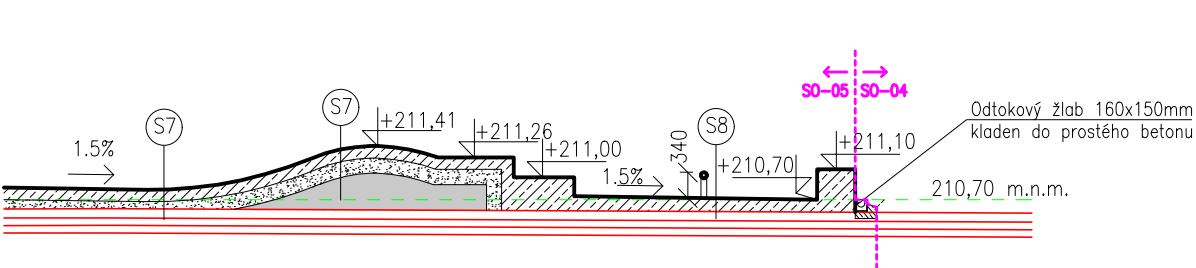 SO-05 SO-04
Odtokový žlab 160x150mm
kladen do prostého betonu
S7
S7
S8
+211,41
+211,26
+211,00
340
+211,10
1.5%
1.5%
+210,70
210,70 m.n.m.